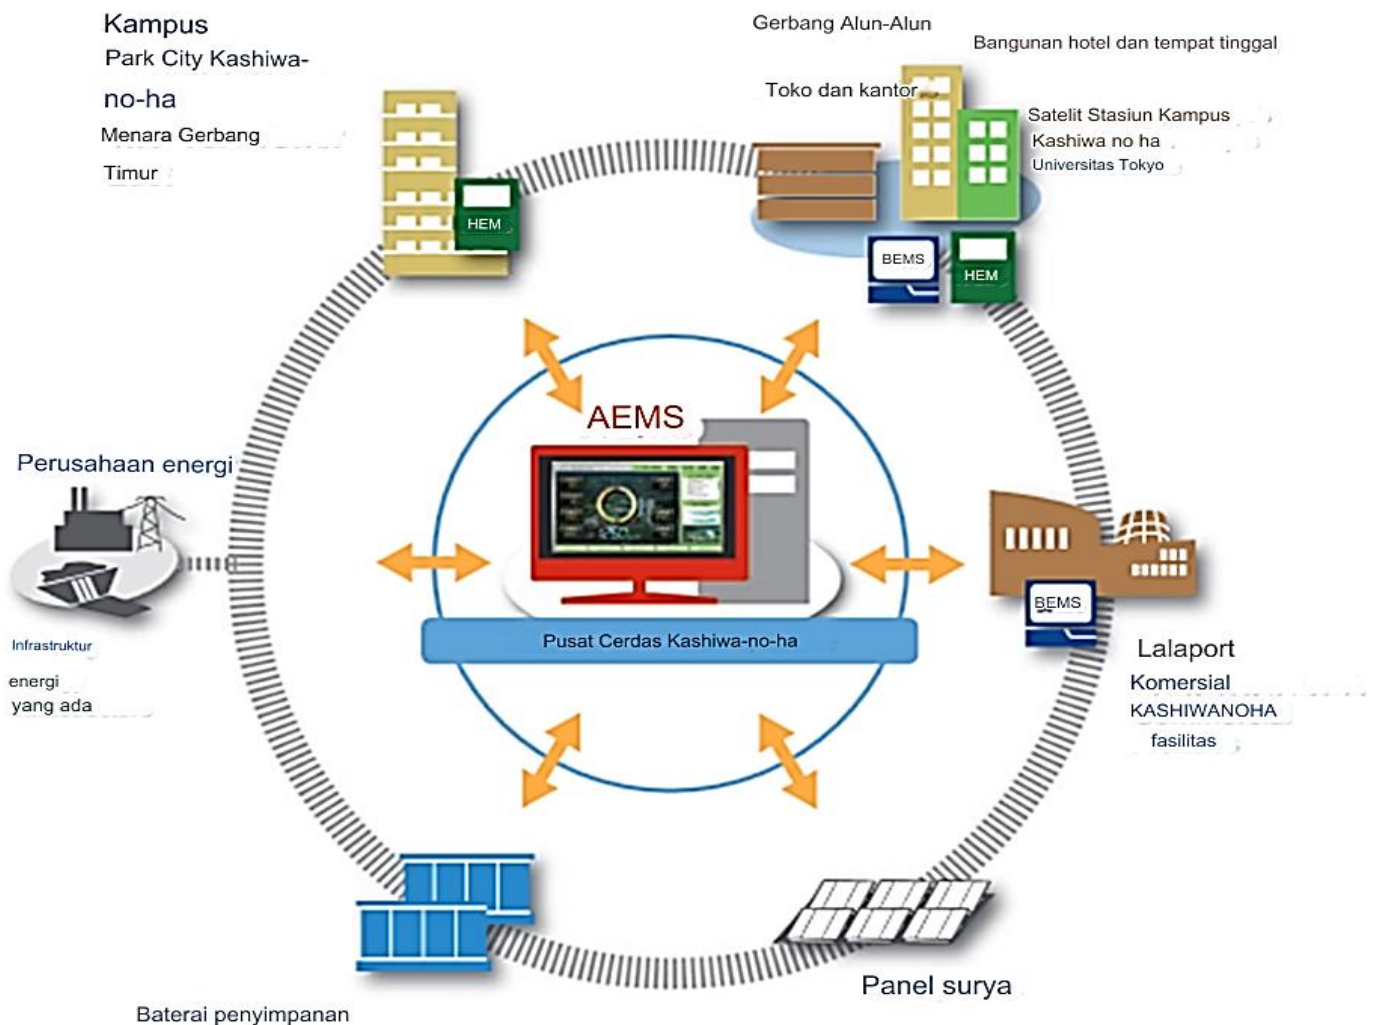 Kampus
Park City Kashiwa-
no-ha
Menara Gerbang
Timur
Gerbang Alun-Alun
Bangunan hotel dan tempat tinggal
Toko dan kantor
Satelit Stasiun Kampus
Kashiwa no ha
Universitas Tokyo
HEM
BEMS
HEM
AEMS
Perusahaan energi
Infrastruktur
energi
yang ada
Pusat Cerdas Kashiwa-no-ha
BEMS
Lalaport
Komersial
KASHIWANOHA
fasilitas
Panel surya
Baterai penyimpanan